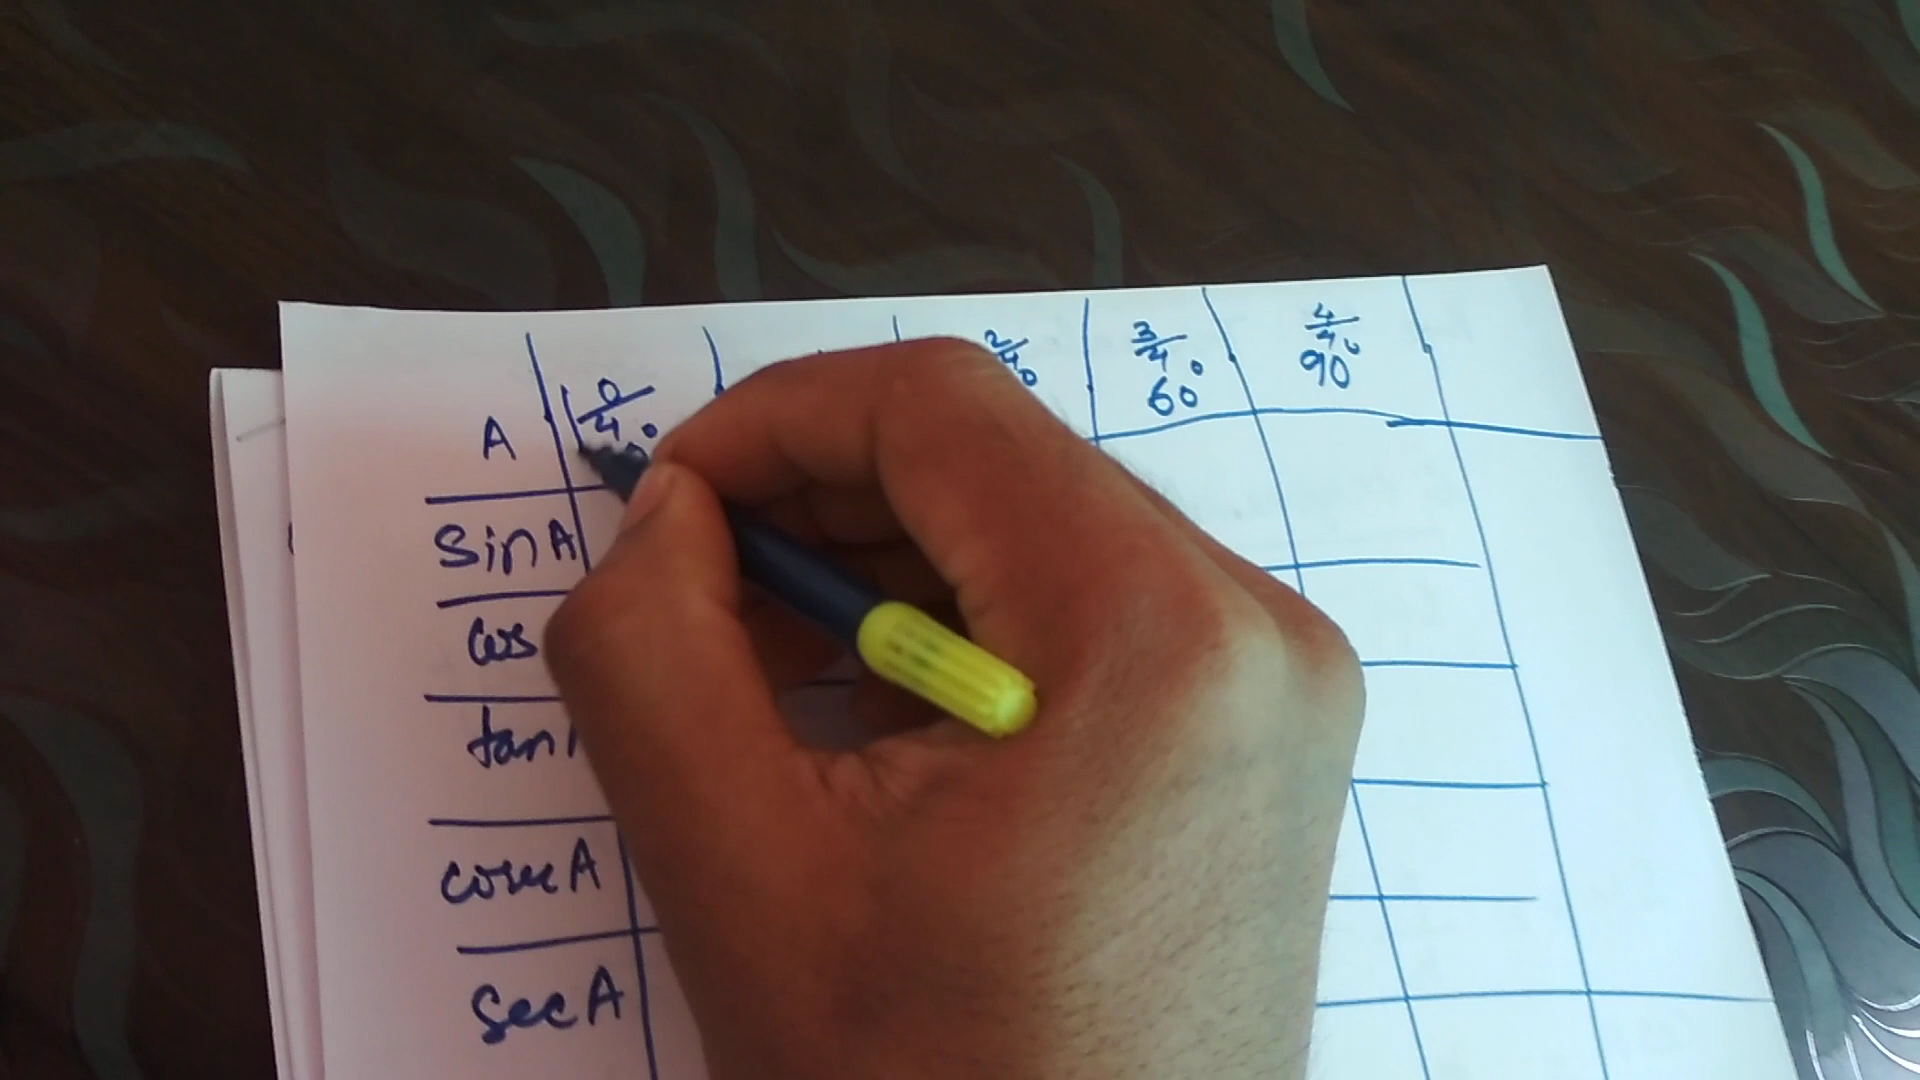 0/4 2/4 3/4 4/4
A 0° 60° 90°
sin A
cos
tan
cosec A
sec A